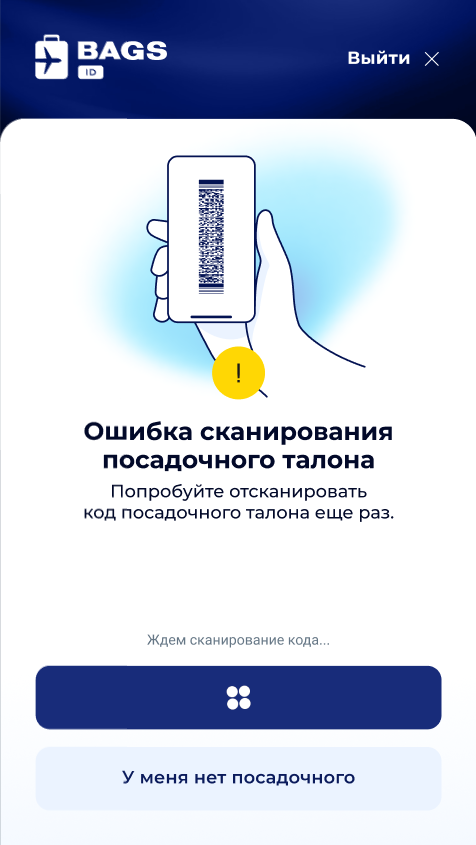 BAGS
ID
Выйти
!
Ошибка сканирования
посадочного талона
Попробуйте отсканировать
код посадочного талона еще раз.
Ждем сканирование кода...
У меня нет посадочного